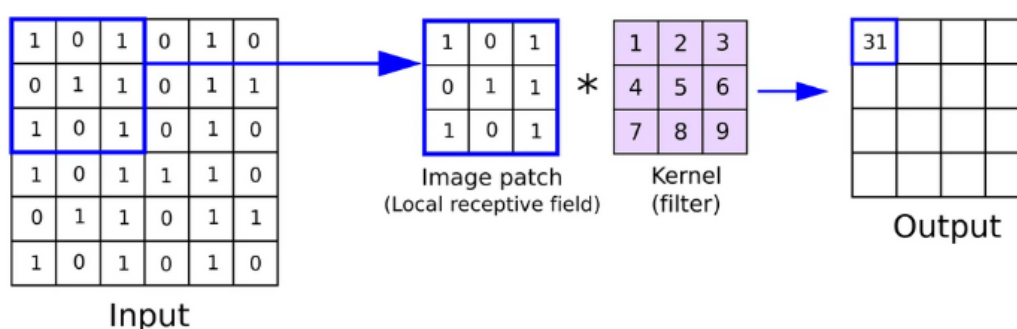 1 0 1 0 1 0
0 1 1 0 1 1
1 0 1 0 1 0
1 0 1 1 1 0
0 1 1 0 1 1
1 0 1 0 1 0
Input
1 0 1
0 1 1
1 0 1
Image patch
(Local receptive field)
*
1 2 3
4 5 6
7 8 9
Kernel
(filter)
31
Output